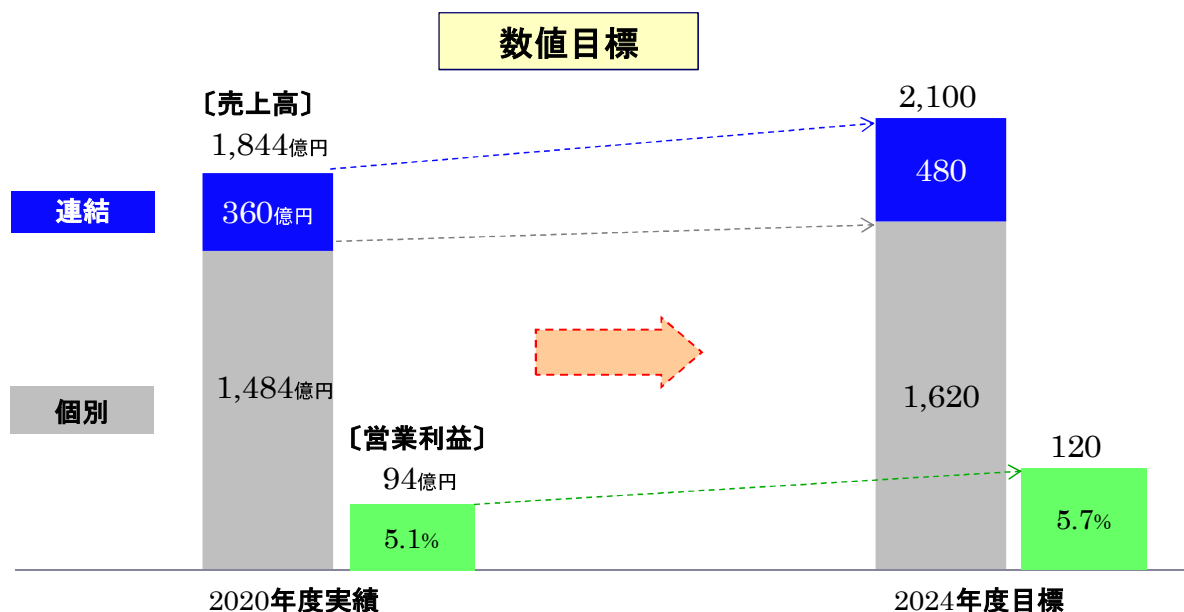 数値目標
〔売上高〕
1,844億円
2,100
連結
360億円
480
個別
1,484億円
1,620
〔営業利益〕
94億円
120
5.1%
5.7%
2020年度実績
2024年度目標